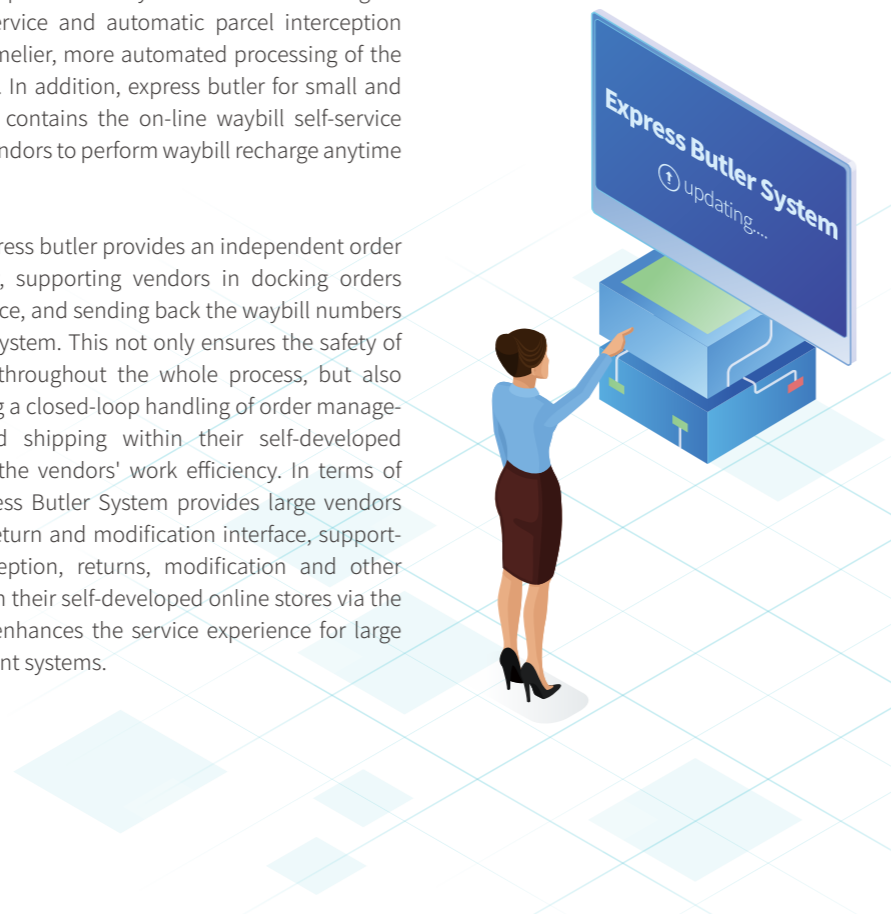 ervice and automatic parcel interception
melier, more automated processing of the
. In addition, express butler for small and
contains the on-line waybill self-service
ndors to perform waybill recharge anytime
ress butler provides an independent order
, supporting vendors in docking orders
ce, and sending back the waybill numbers
ystem. This not only ensures the safety of
throughout the whole process, but also
g a closed-loop handling of order manage-
d shipping within their self-developed
the vendors' work efficiency. In terms of
ess Butler System provides large vendors
eturn and modification interface, support-
eption, returns, modification and other
n their self-developed online stores via the
enhances the service experience for large
nt systems.
Express Butler System
updating....